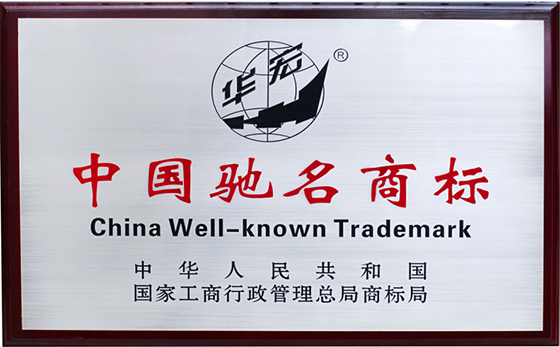 华宏®
中国驰名商标
China Well-known Trademark
中华人民共和国
国家工商行政管理总局商标局